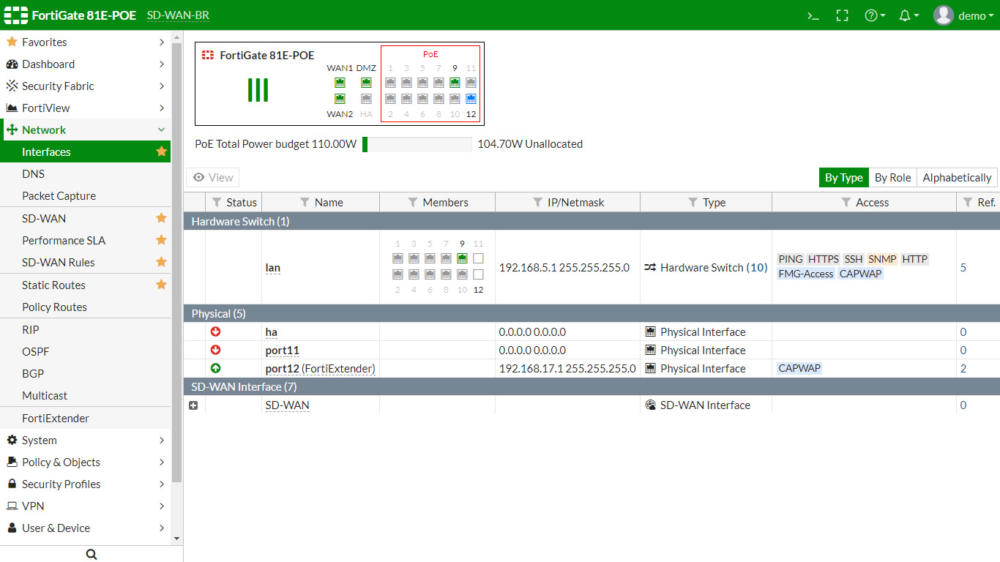 FortiGate 81E-POE SD-WAN-BR demo
Favorites
Dashboard
Security Fabric
FortiView
Network
Interfaces
DNS
Packet Capture
SD-WAN
Performance SLA
SD-WAN Rules
Static Routes
Policy Routes
RIP
OSPF
BGP
Multicast
FortiExtender
System
Policy & Objects
Security Profiles
VPN
User & Device
FortiGate 81E-POE
PoE
WAN1 DMZ 1 3 5 7 9 11
WAN2 HA 2 4 6 8 10 12
PoE Total Power budget 110.00W 104.70W Unallocated
View By Type By Role Alphabetically
Status Name Members IP/Netmask Type Access Ref.
Hardware Switch (1)
1 3 5 7 9 11
lan 192.168.5.1 255.255.255.0 Hardware Switch (10) PING HTTPS SSH SNMP HTTP 5
FMG-Access CAPWAP
2 4 6 8 10 12
Physical (5)
ha 0.0.0.0 0.0.0.0 Physical Interface 0
port11 0.0.0.0 0.0.0.0 Physical Interface 0
port12 (FortiExtender) 192.168.17.1 255.255.255.0 Physical Interface CAPWAP 2
SD-WAN Interface (7)
SD-WAN SD-WAN Interface 0